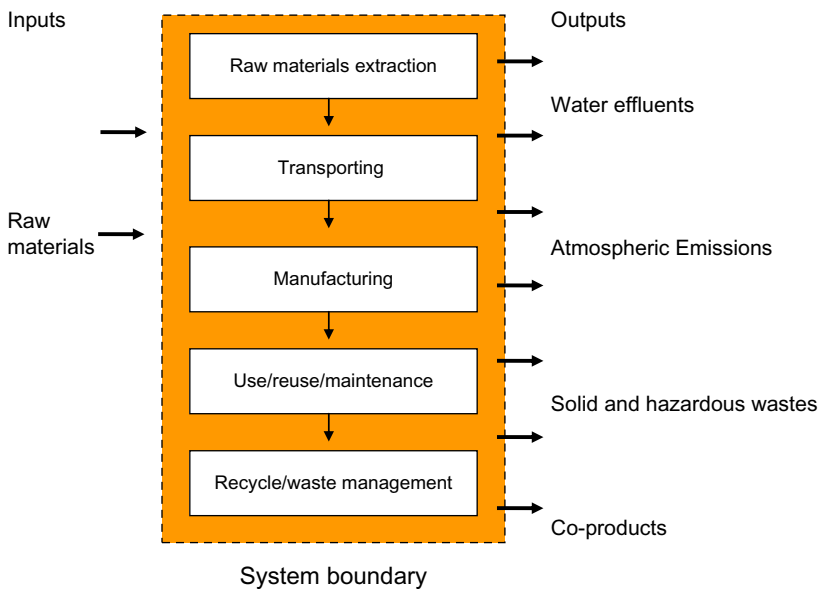 Inputs
Outputs
Raw materials extraction
Water effluents
Transporting
Raw
materials
Atmospheric Emissions
Manufacturing
Use/reuse/maintenance
Solid and hazardous wastes
Recycle/waste management
Co-products
System boundary